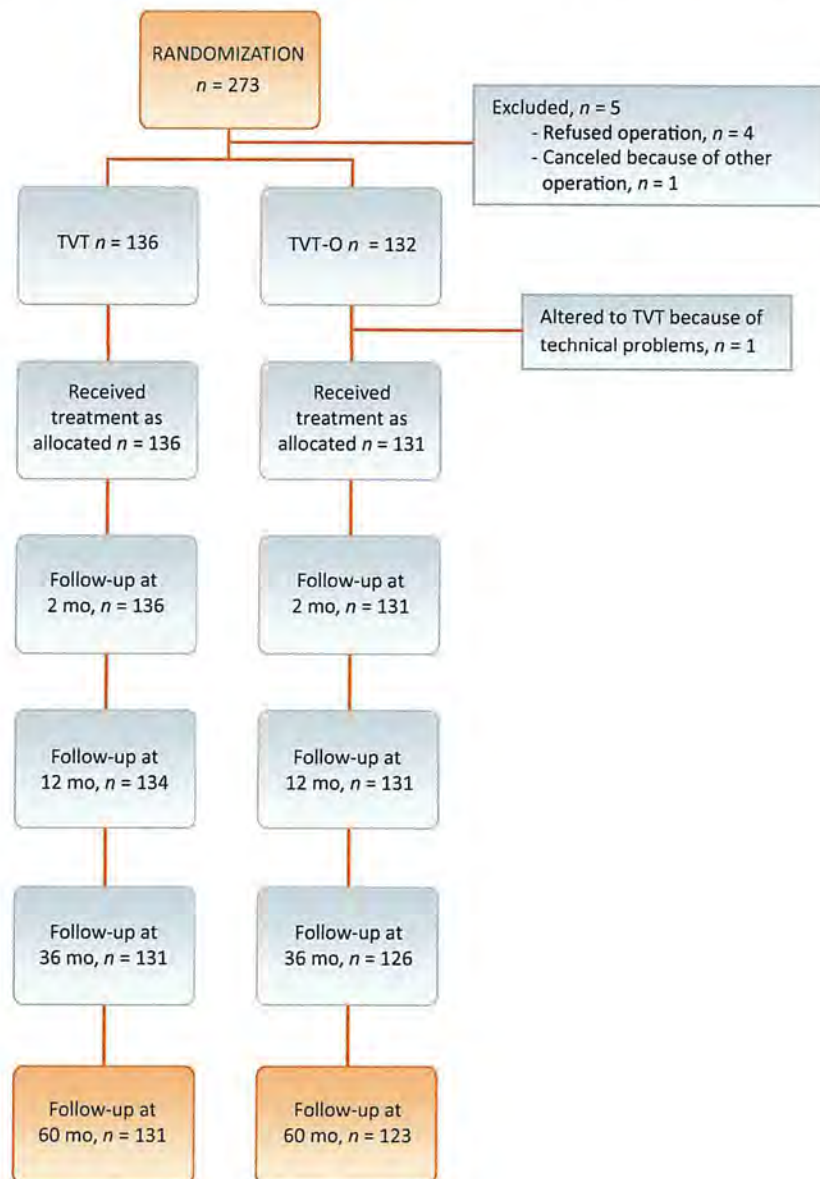 RANDOMIZATION
n = 273
Excluded, n = 5
- Refused operation, n = 4
- Canceled because of other
operation, n = 1
TVT n = 136
TVT-O n = 132
Altered to TVT because of
technical problems, n = 1
Received
treatment as
allocated n = 136
Received
treatment as
allocated n = 131
Follow-up at
2 mo, n = 136
Follow-up at
2 mo, n = 131
Follow-up at
12 mo, n = 134
Follow-up at
12 mo, n = 131
Follow-up at
36 mo, n = 131
Follow-up at
36 mo, n = 126
Follow-up at
60 mo, n = 131
Follow-up at
60 mo, n = 123